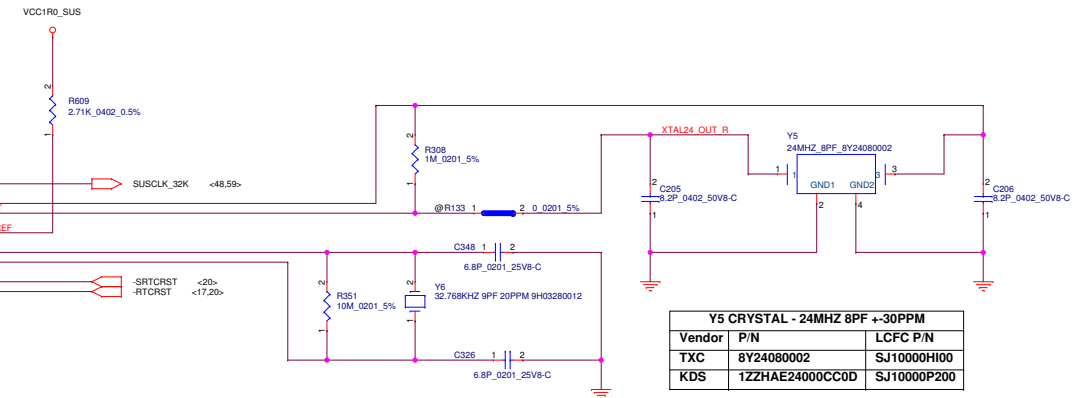 VCC1R0_SUS
2
R609
2.71K_0402_0.5%
1
SUSCLK_32K <48,59>
2
R308
1M_0201_5%
1
@R133 1 2 0_0201_5%
EF
XTAL24_OUT_R
Y5
24MHZ_8PF_8Y24080002
1 1 3 3
GND1 GND2
2 4
2
C205
8.2P_0402_50V8-C
1
2
C206
8.2P_0402_50V8-C
1
C348 1 2
6.8P_0201_25V8-C
-SRTCRST <20>
-RTCRST <17,20>
2
R351
10M_0201_5%
1
2
Y6
32.768KHZ 9PF 20PPM 9H03280012
1
C326 1 2
6.8P_0201_25V8-C
Y5 CRYSTAL - 24MHZ 8PF +-30PPM
Vendor P/N LCFC P/N
TXC 8Y24080002 SJ10000HI00
KDS 1ZZHAE24000CC0D SJ10000P200